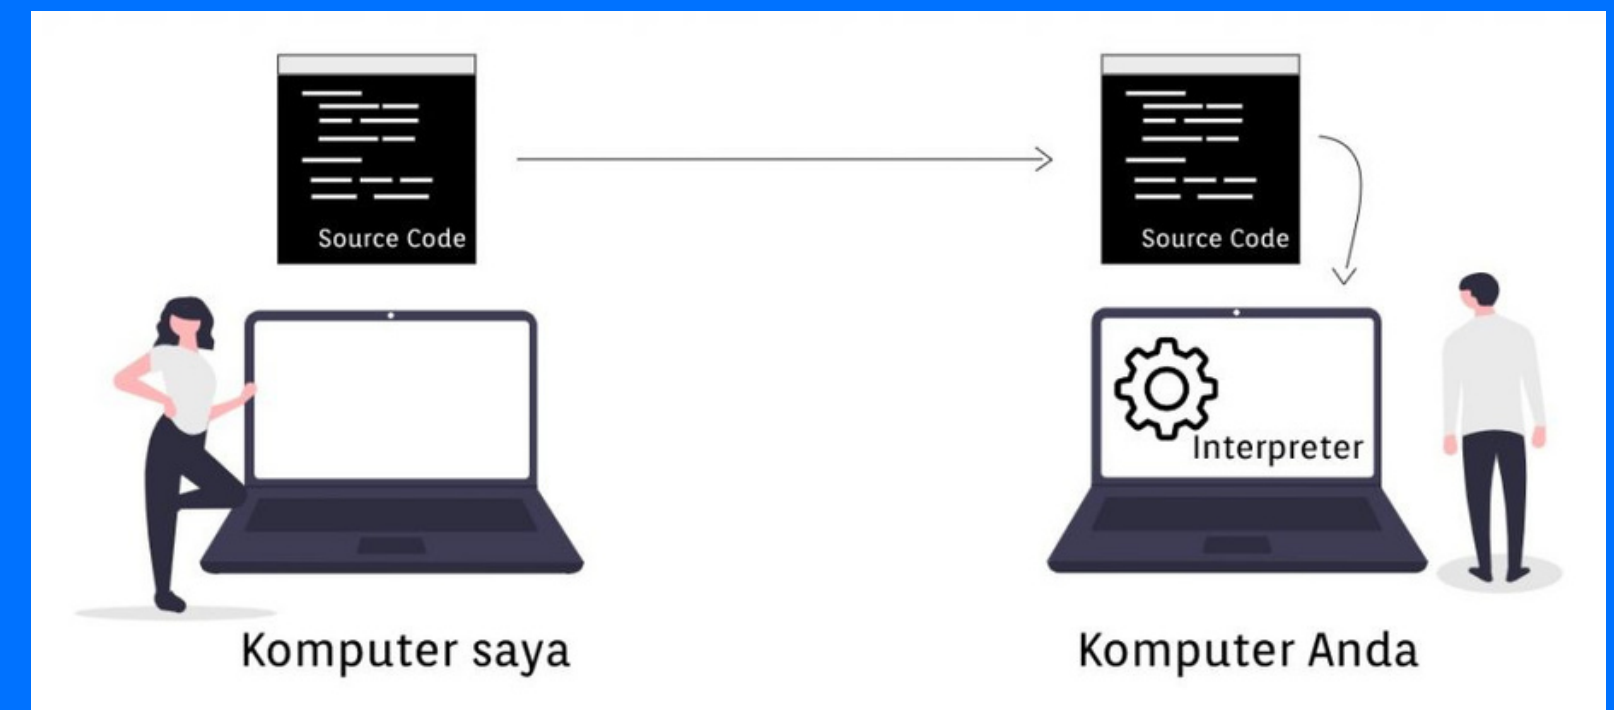 Source Code
Source Code
Interpreter
Komputer saya
Komputer Anda